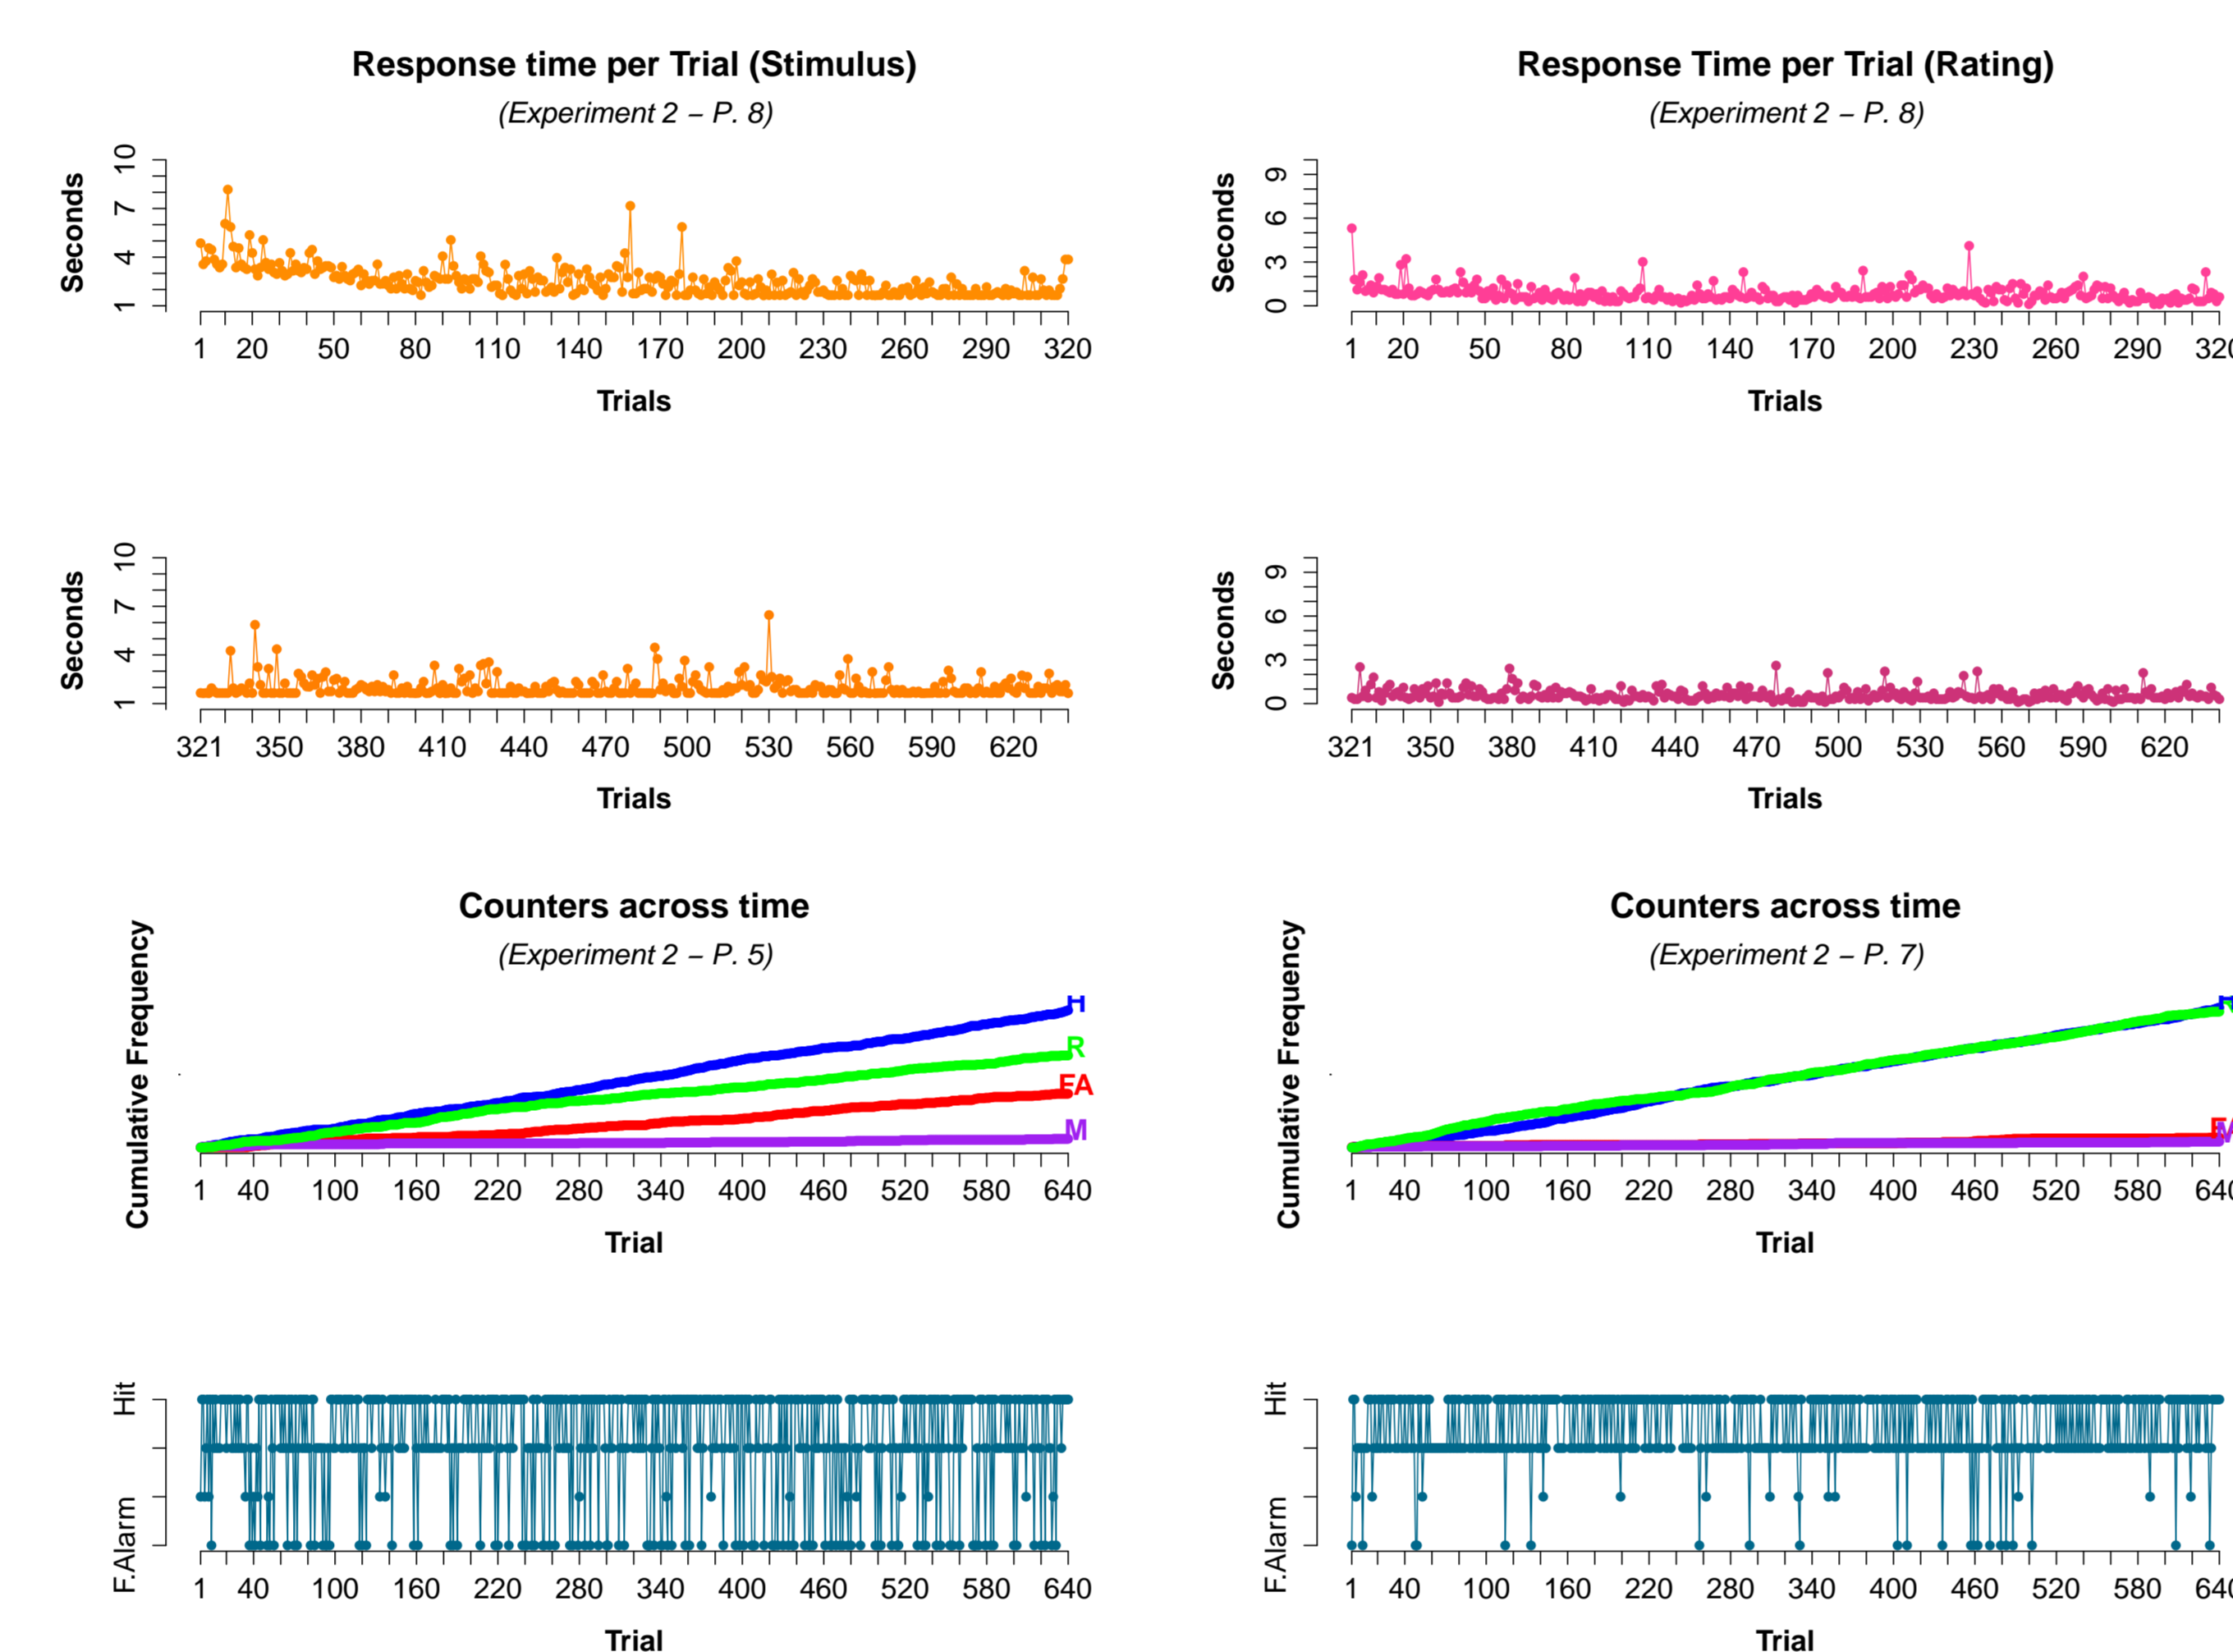 Response time per Trial (Stimulus)
(Experiment 2 − P. 8)
Seconds
1 4 7 10
1 20 50 80 110 140 170 200 230 260 290 320
Trials
Response Time per Trial (Rating)
(Experiment 2 − P. 8)
Seconds
0 3 6 9
1 20 50 80 110 140 170 200 230 260 290 320
Trials
Seconds
1 4 7 10
321 350 380 410 440 470 500 530 560 590 620
Trials
Seconds
0 3 6 9
321 350 380 410 440 470 500 530 560 590 620
Trials
Counters across time
(Experiment 2 − P. 5)
Cumulative Frequency
H
R
FA
M
1 40 100 160 220 280 340 400 460 520 580 640
Trial
Counters across time
(Experiment 2 − P. 7)
Cumulative Frequency
1 40 100 160 220 280 340 400 460 520 580 640
Trial
F.Alarm Hit
1 40 100 160 220 280 340 400 460 520 580 640
Trial
F.Alarm Hit
1 40 100 160 220 280 340 400 460 520 580 640
Trial